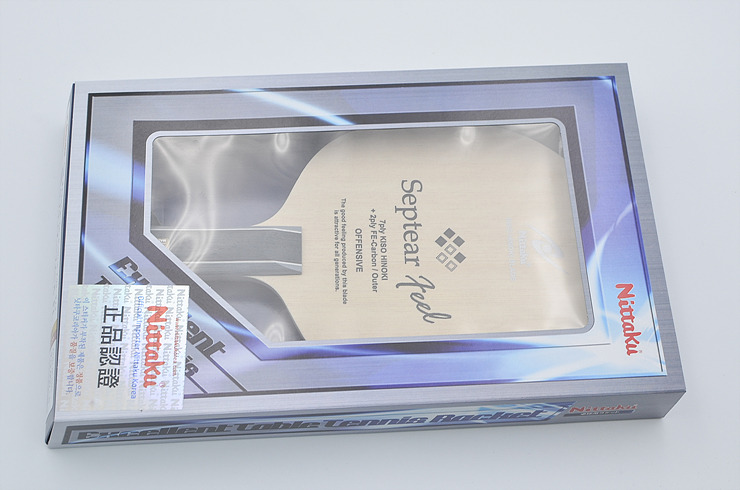 Septear Feel
7ply KISO HINOKI
+ 2ply FE-Carbon / Outer
OFFENSIVE
The good feeling produced by this blade
is attractive for all generations.
Nittaku
Excellent
Nittaku
正品認證
Excellent Table Tennis Racket
Nittaku